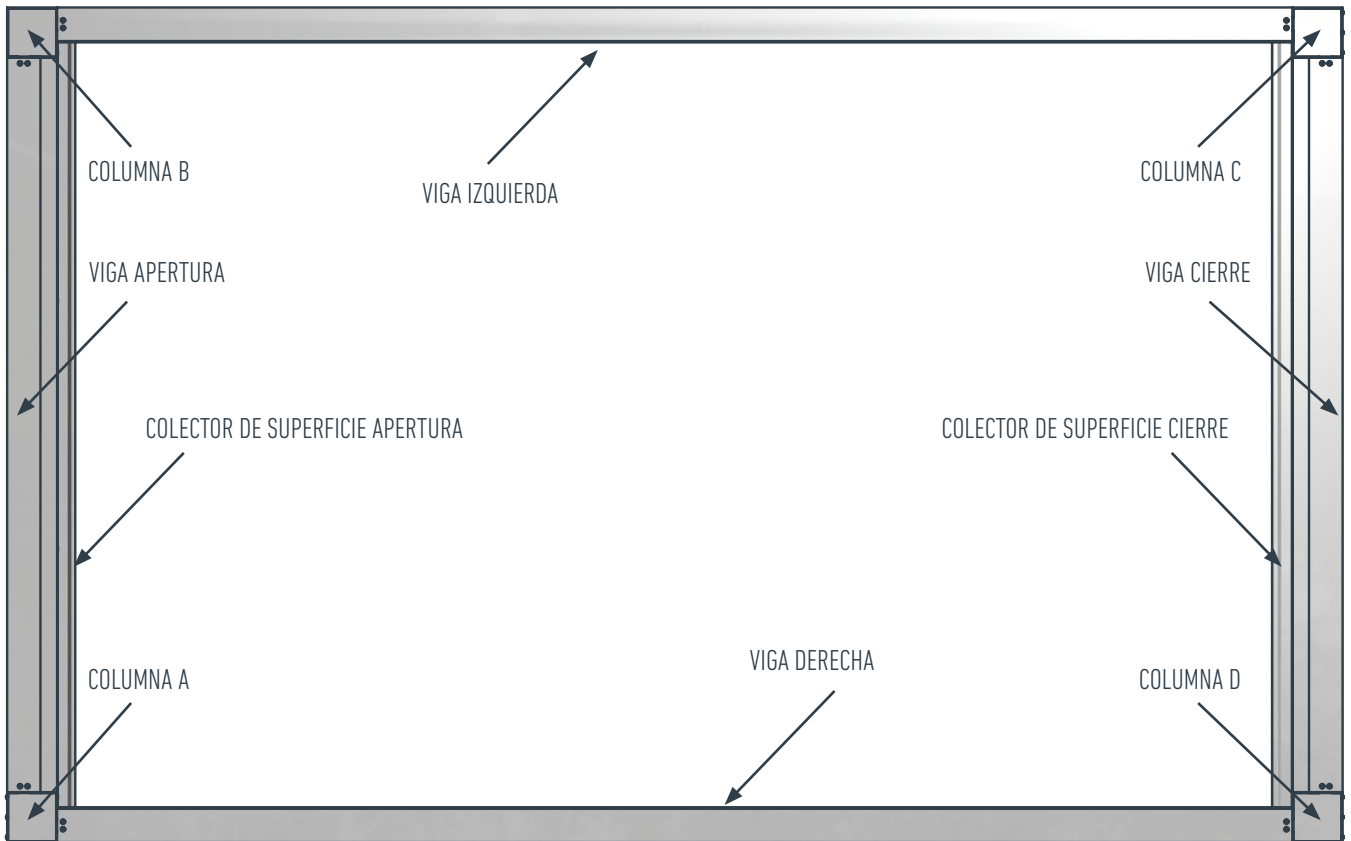 COLUMNA B
VIGA IZQUIERDA
COLUMNA C
VIGA APERTURA
VIGA CIERRE
COLECTOR DE SUPERFICIE APERTURA
COLECTOR DE SUPERFICIE CIERRE
COLUMNA A
VIGA DERECHA
COLUMNA D